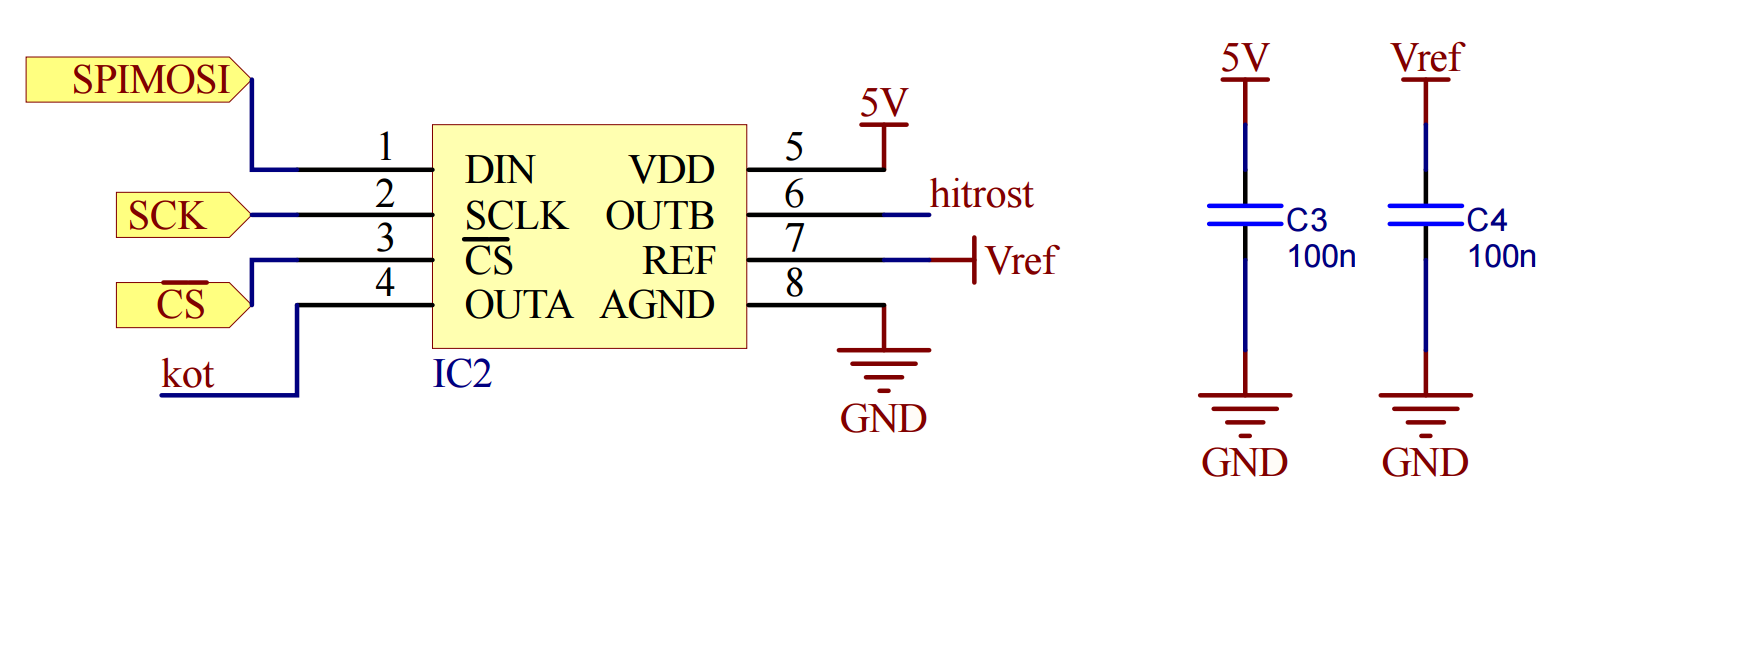 SPIMOSI
SCK
CS
kot
1
2
3
4
DIN
SCLK
CS
OUTA
VDD
OUTB
REF
AGND
IC2
5
6
7
8
5V
hitrost
Vref
GND
5V
C3
100n
GND
Vref
C4
100n
GND